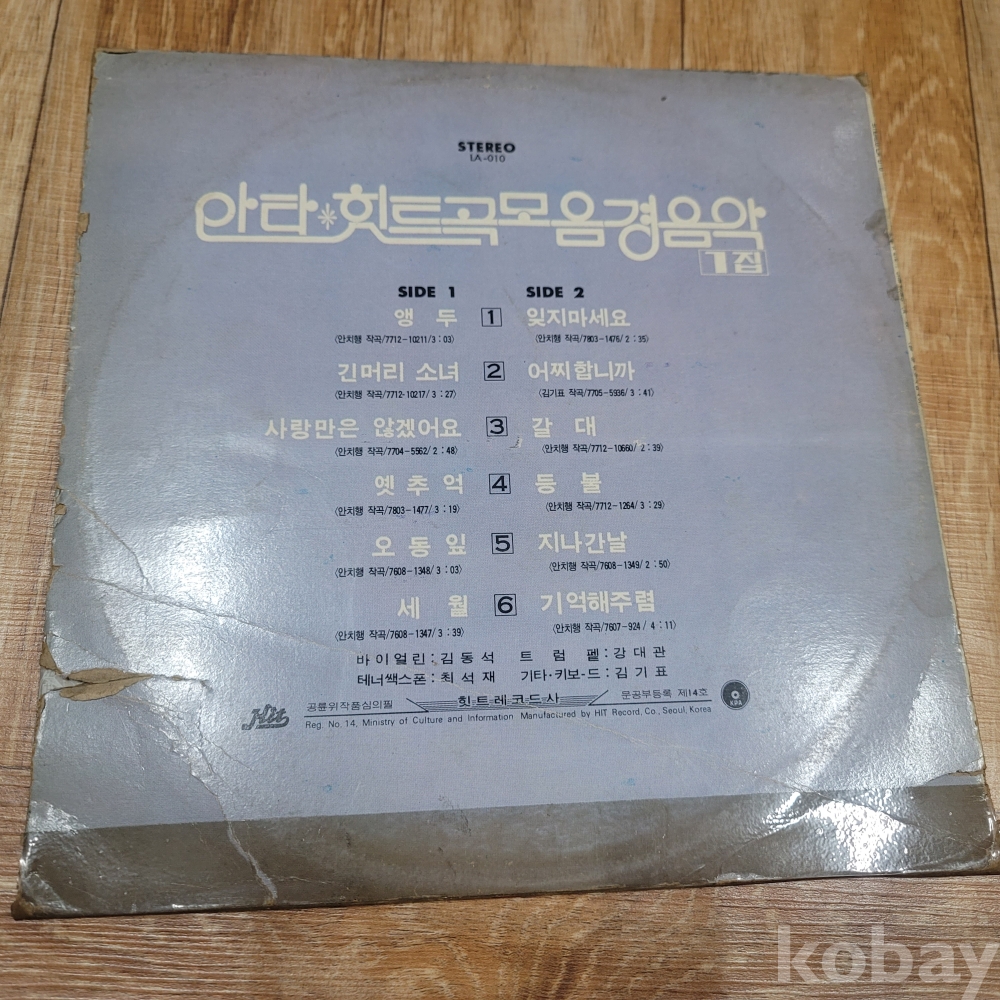 STEREO
LA-010
안타*힛트곡모음경음악
1집
SIDE 1 SIDE 2
앵두 1 잊지마세요
(안치행 작곡/7712-10211/3:03) (안치행 작곡/7803-1476/2:35)
긴머리 소녀 2 어찌합니까
(안치행 작곡/7712-10217/3:27) (김기표 작곡/7705-5936/3:41)
사랑만은 않겠어요 3 갈대
(안치행 작곡/7704-5562/2:48) (안치행 작곡/7712-10660/2:39)
옛추억 4 등불
(안치행 작곡/7803-1477/3:19) (안치행 작곡/7712-1264/3:29)
오동잎 5 지나간날
(안치행 작곡/7608-1348/3:03) (안치행 작곡/7608-1349/2:50)
세월 6 기억해주렴
(안치행 작곡/7608-1347/3:39) (안치행 작곡/7607-924/4:11)
바이얼린:김동석 트럼펱:강대관
테너쌕스폰:최석재 기타·키보-드:김기표
Hit 공륜위작품심의필 힛트레코드사 문공부등록 제14호 KPA
Reg. No. 14, Ministry of Culture and Information Manufactured by HIT Record, Co., Seoul, Korea
kobay